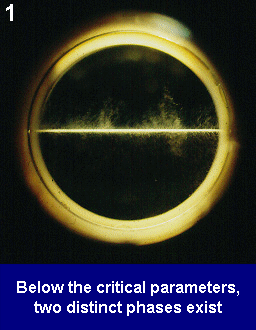 1
Below the critical parameters,
two distinct phases exist